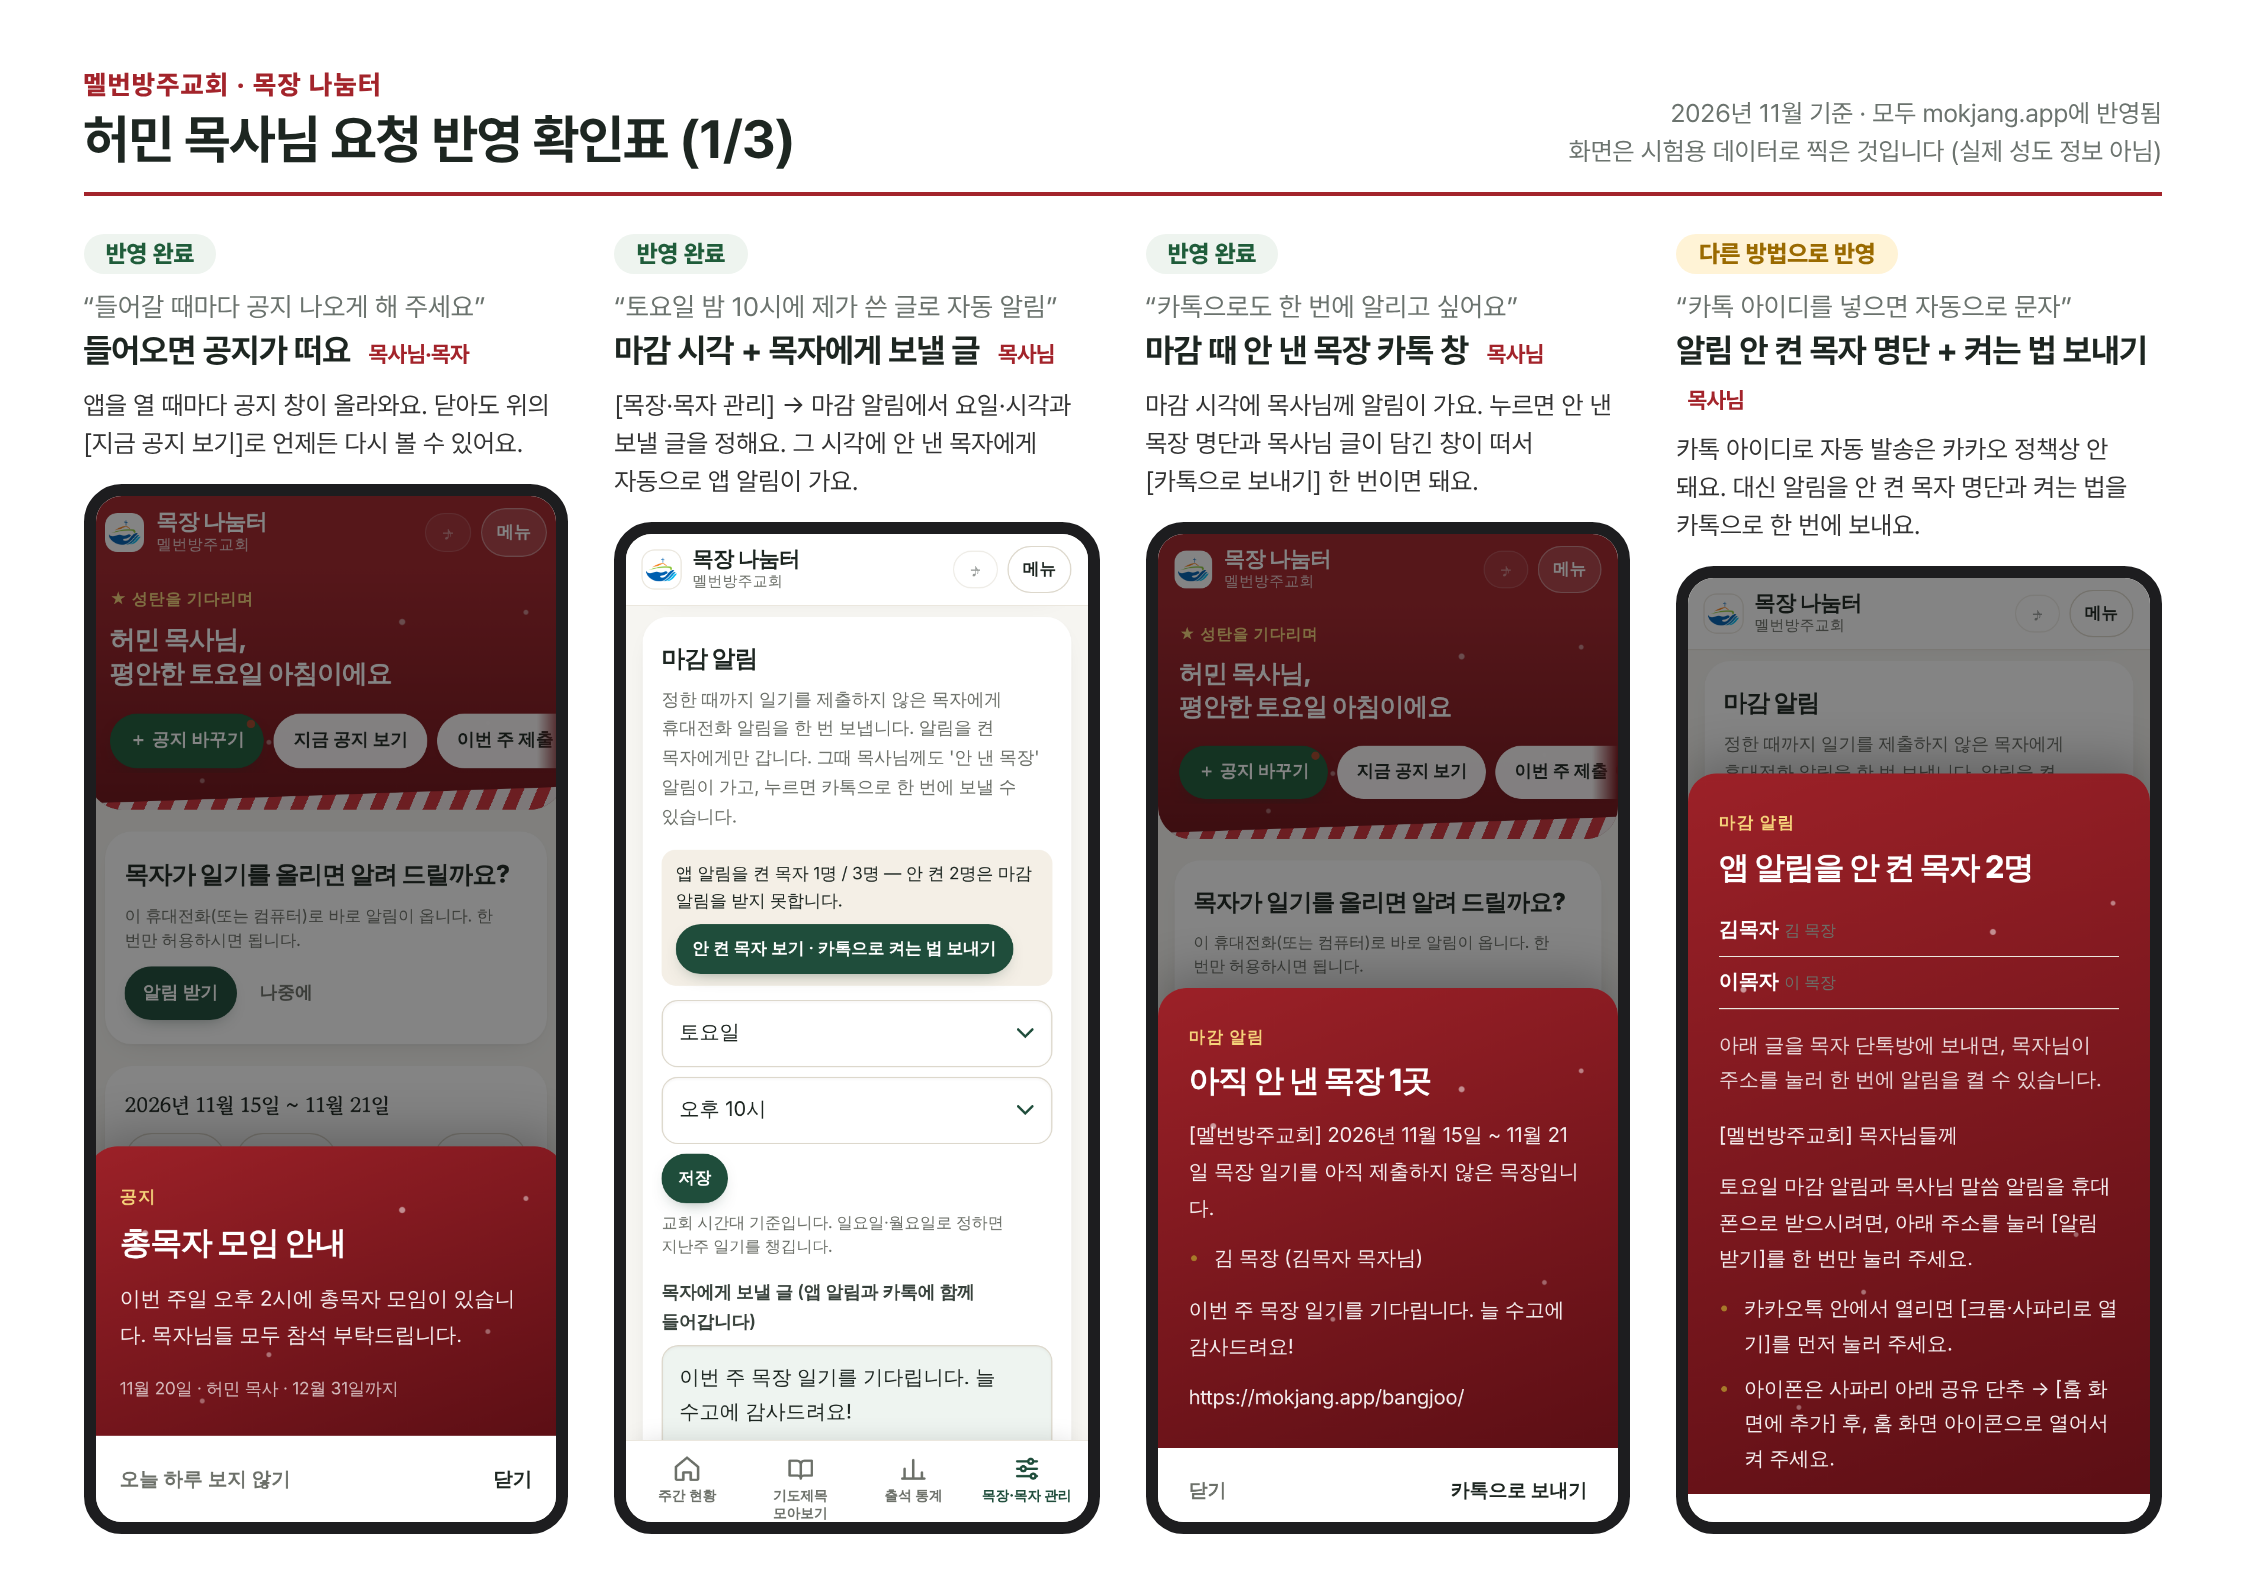 멜번방주교회 · 목장 나눔터
허민 목사님 요청 반영 확인표 (1/3)
2026년 11월 기준 · 모두 mokjang.app에 반영됨
화면은 시험용 데이터로 찍은 것입니다 (실제 성도 정보 아님)
반영 완료
“들어갈 때마다 공지 나오게 해 주세요”
들어오면 공지가 떠요 목사님·목자
앱을 열 때마다 공지 창이 올라와요. 닫아도 위의
[지금 공지 보기]로 언제든 다시 볼 수 있어요.
목장 나눔터
멜번방주교회
메뉴
★ 성탄을 기다리며
허민 목사님,
평안한 토요일 아침이에요
+ 공지 바꾸기
지금 공지 보기
이번 주 제출
목자가 일기를 올리면 알려 드릴까요?
이 휴대전화(또는 컴퓨터)로 바로 알림이 옵니다. 한
번만 허용하시면 됩니다.
알림 받기
나중에
2026년 11월 15일 ~ 11월 21일
공지
총목자 모임 안내
이번 주일 오후 2시에 총목자 모임이 있습니
다. 목자님들 모두 참석 부탁드립니다.
11월 20일 · 허민 목사 · 12월 31일까지
오늘 하루 보지 않기
닫기
반영 완료
“토요일 밤 10시에 제가 쓴 글로 자동 알림”
마감 시각 + 목자에게 보낼 글 목사님
[목장·목자 관리] → 마감 알림에서 요일·시각과
보낼 글을 정해요. 그 시각에 안 낸 목자에게
자동으로 앱 알림이 가요.
목장 나눔터
멜번방주교회
메뉴
마감 알림
정한 때까지 일기를 제출하지 않은 목자에게
휴대전화 알림을 한 번 보냅니다. 알림을 켠
목자에게만 갑니다. 그때 목사님께도 '안 낸 목장'
알림이 가고, 누르면 카톡으로 한 번에 보낼 수
있습니다.
앱 알림을 켠 목자 1명 / 3명 — 안 켠 2명은 마감
알림을 받지 못합니다.
안 켠 목자 보기 · 카톡으로 켜는 법 보내기
토요일
오후 10시
저장
교회 시간대 기준입니다. 일요일·월요일로 정하면
지난주 일기를 챙깁니다.
목자에게 보낼 글 (앱 알림과 카톡에 함께
들어갑니다)
이번 주 목장 일기를 기다립니다. 늘
수고에 감사드려요!
주간 현황
기도제목
모아보기
출석 통계
목장·목자 관리
반영 완료
“카톡으로도 한 번에 알리고 싶어요”
마감 때 안 낸 목장 카톡 창 목사님
마감 시각에 목사님께 알림이 가요. 누르면 안 낸
목장 명단과 목사님 글이 담긴 창이 떠서
[카톡으로 보내기] 한 번이면 돼요.
목장 나눔터
멜번방주교회
메뉴
★ 성탄을 기다리며
허민 목사님,
평안한 토요일 아침이에요
+ 공지 바꾸기
지금 공지 보기
이번 주 제출
목자가 일기를 올리면 알려 드릴까요?
이 휴대전화(또는 컴퓨터)로 바로 알림이 옵니다. 한
번만 허용하시면 됩니다.
마감 알림
아직 안 낸 목장 1곳
[멜번방주교회] 2026년 11월 15일 ~ 11월 21
일 목장 일기를 아직 제출하지 않은 목장입니
다.
• 김 목장 (김목자 목자님)
이번 주 목장 일기를 기다립니다. 늘 수고에
감사드려요!
https://mokjang.app/bangjoo/
닫기
카톡으로 보내기
다른 방법으로 반영
“카톡 아이디를 넣으면 자동으로 문자”
알림 안 켠 목자 명단 + 켜는 법 보내기
목사님
카톡 아이디로 자동 발송은 카카오 정책상 안
돼요. 대신 알림을 안 켠 목자 명단과 켜는 법을
카톡으로 한 번에 보내요.
목장 나눔터
멜번방주교회
메뉴
마감 알림
정한 때까지 일기를 제출하지 않은 목자에게
휴대전화 알림을 한 번 보냅니다. 알림을 켠
마감 알림
앱 알림을 안 켠 목자 2명
김목자 김 목장
이목자 이 목장
아래 글을 목자 단톡방에 보내면, 목자님이
주소를 눌러 한 번에 알림을 켤 수 있습니다.
[멜번방주교회] 목자님들께
토요일 마감 알림과 목사님 말씀 알림을 휴대
폰으로 받으시려면, 아래 주소를 눌러 [알림
받기]를 한 번만 눌러 주세요.
• 카카오톡 안에서 열리면 [크롬·사파리로 열
기]를 먼저 눌러 주세요.
• 아이폰은 사파리 아래 공유 단추 → [홈 화
면에 추가] 후, 홈 화면 아이콘으로 열어서
켜 주세요.